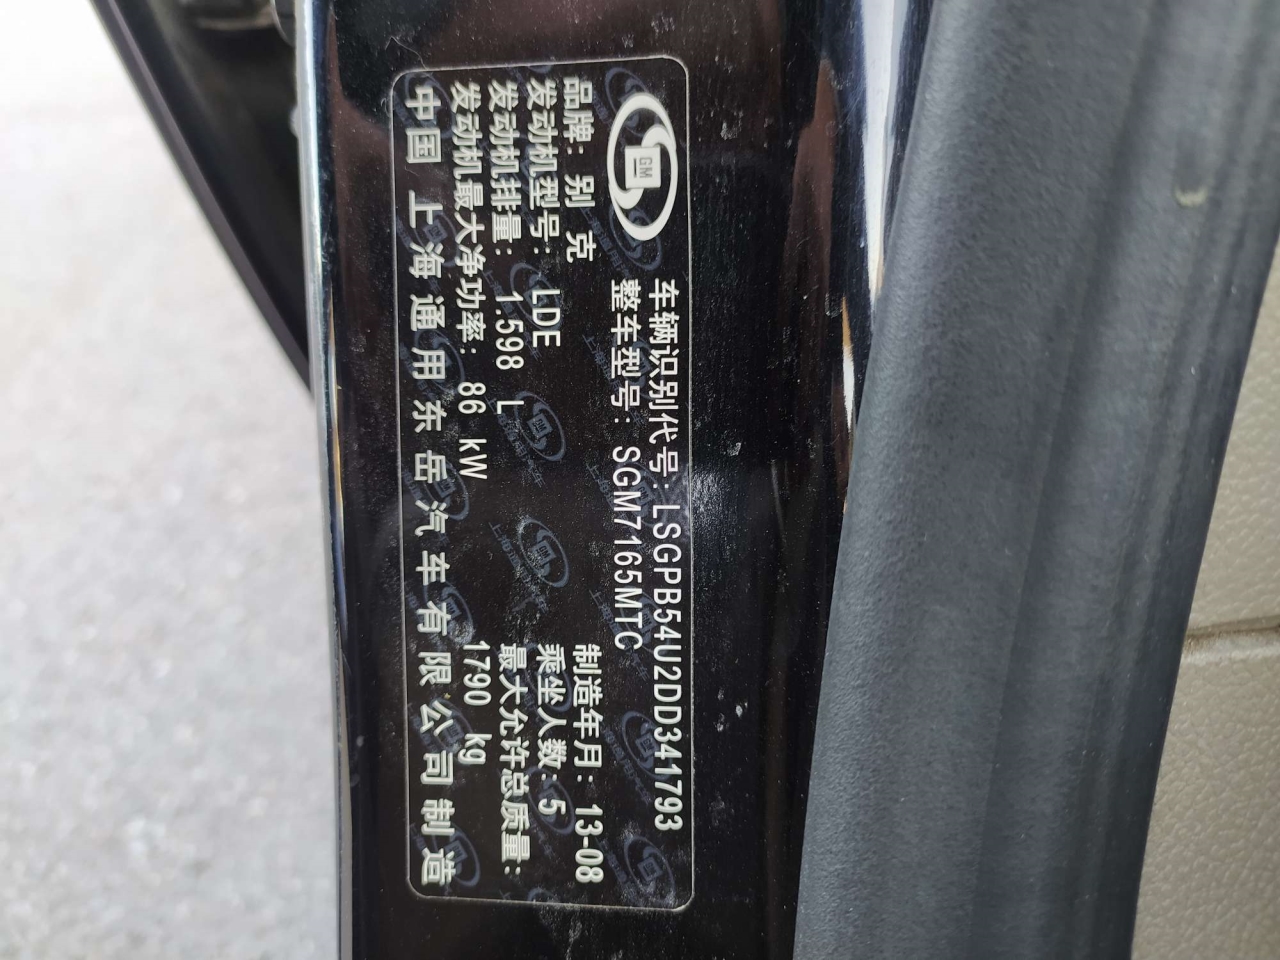 GM
车辆识别代号: LSGPB54U2DD341793
整车型号: SGM7165MTC
品牌: 别克
制造年月: 13-08
发动机型号: LDE
乘坐人数: 5
发动机排量: 1.598 L
最大允许总质量:
发动机最大净功率: 86 kW
1790 kg
中国 上海通用东岳汽车有限公司制造